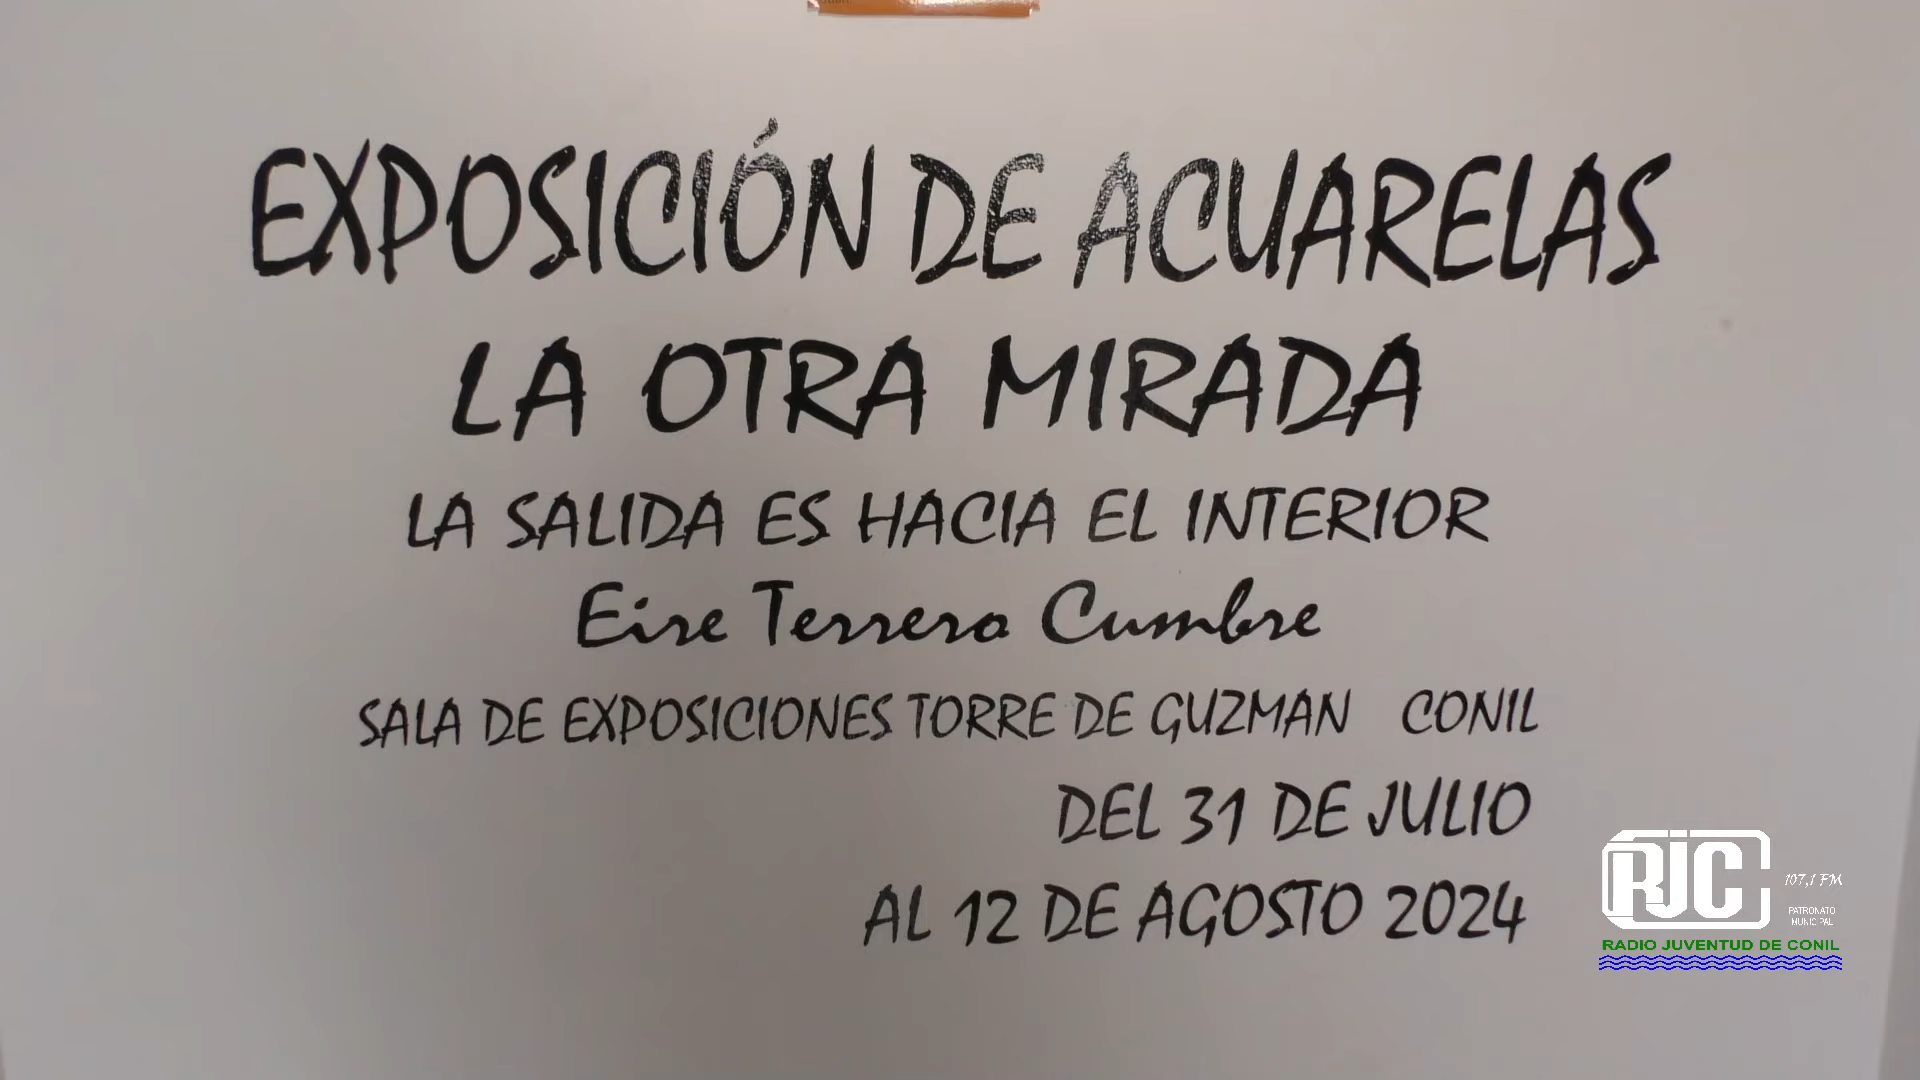 EXPOSICIÓN DE ACUARELAS
LA OTRA MIRADA
LA SALIDA ES HACIA EL INTERIOR
Eire Terrero Cumbre
SALA DE EXPOSICIONES TORRE DE GUZMAN CONIL
DEL 31 DE JULIO
AL 12 DE AGOSTO 2024
RJC
107,1 FM
PATRONATO
MUNICIPAL
RADIO JUVENTUD DE CONIL